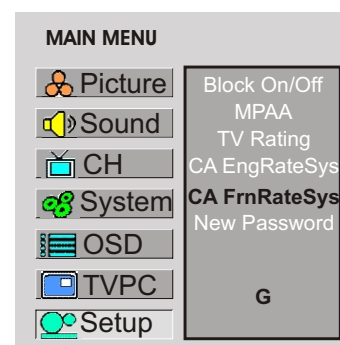 MAIN MENU
Picture
Sound
CH
System
OSD
TVPC
Setup
Block On/Off
MPAA
TV Rating
CA EngRateSys
CA FrnRateSys
New Password
G